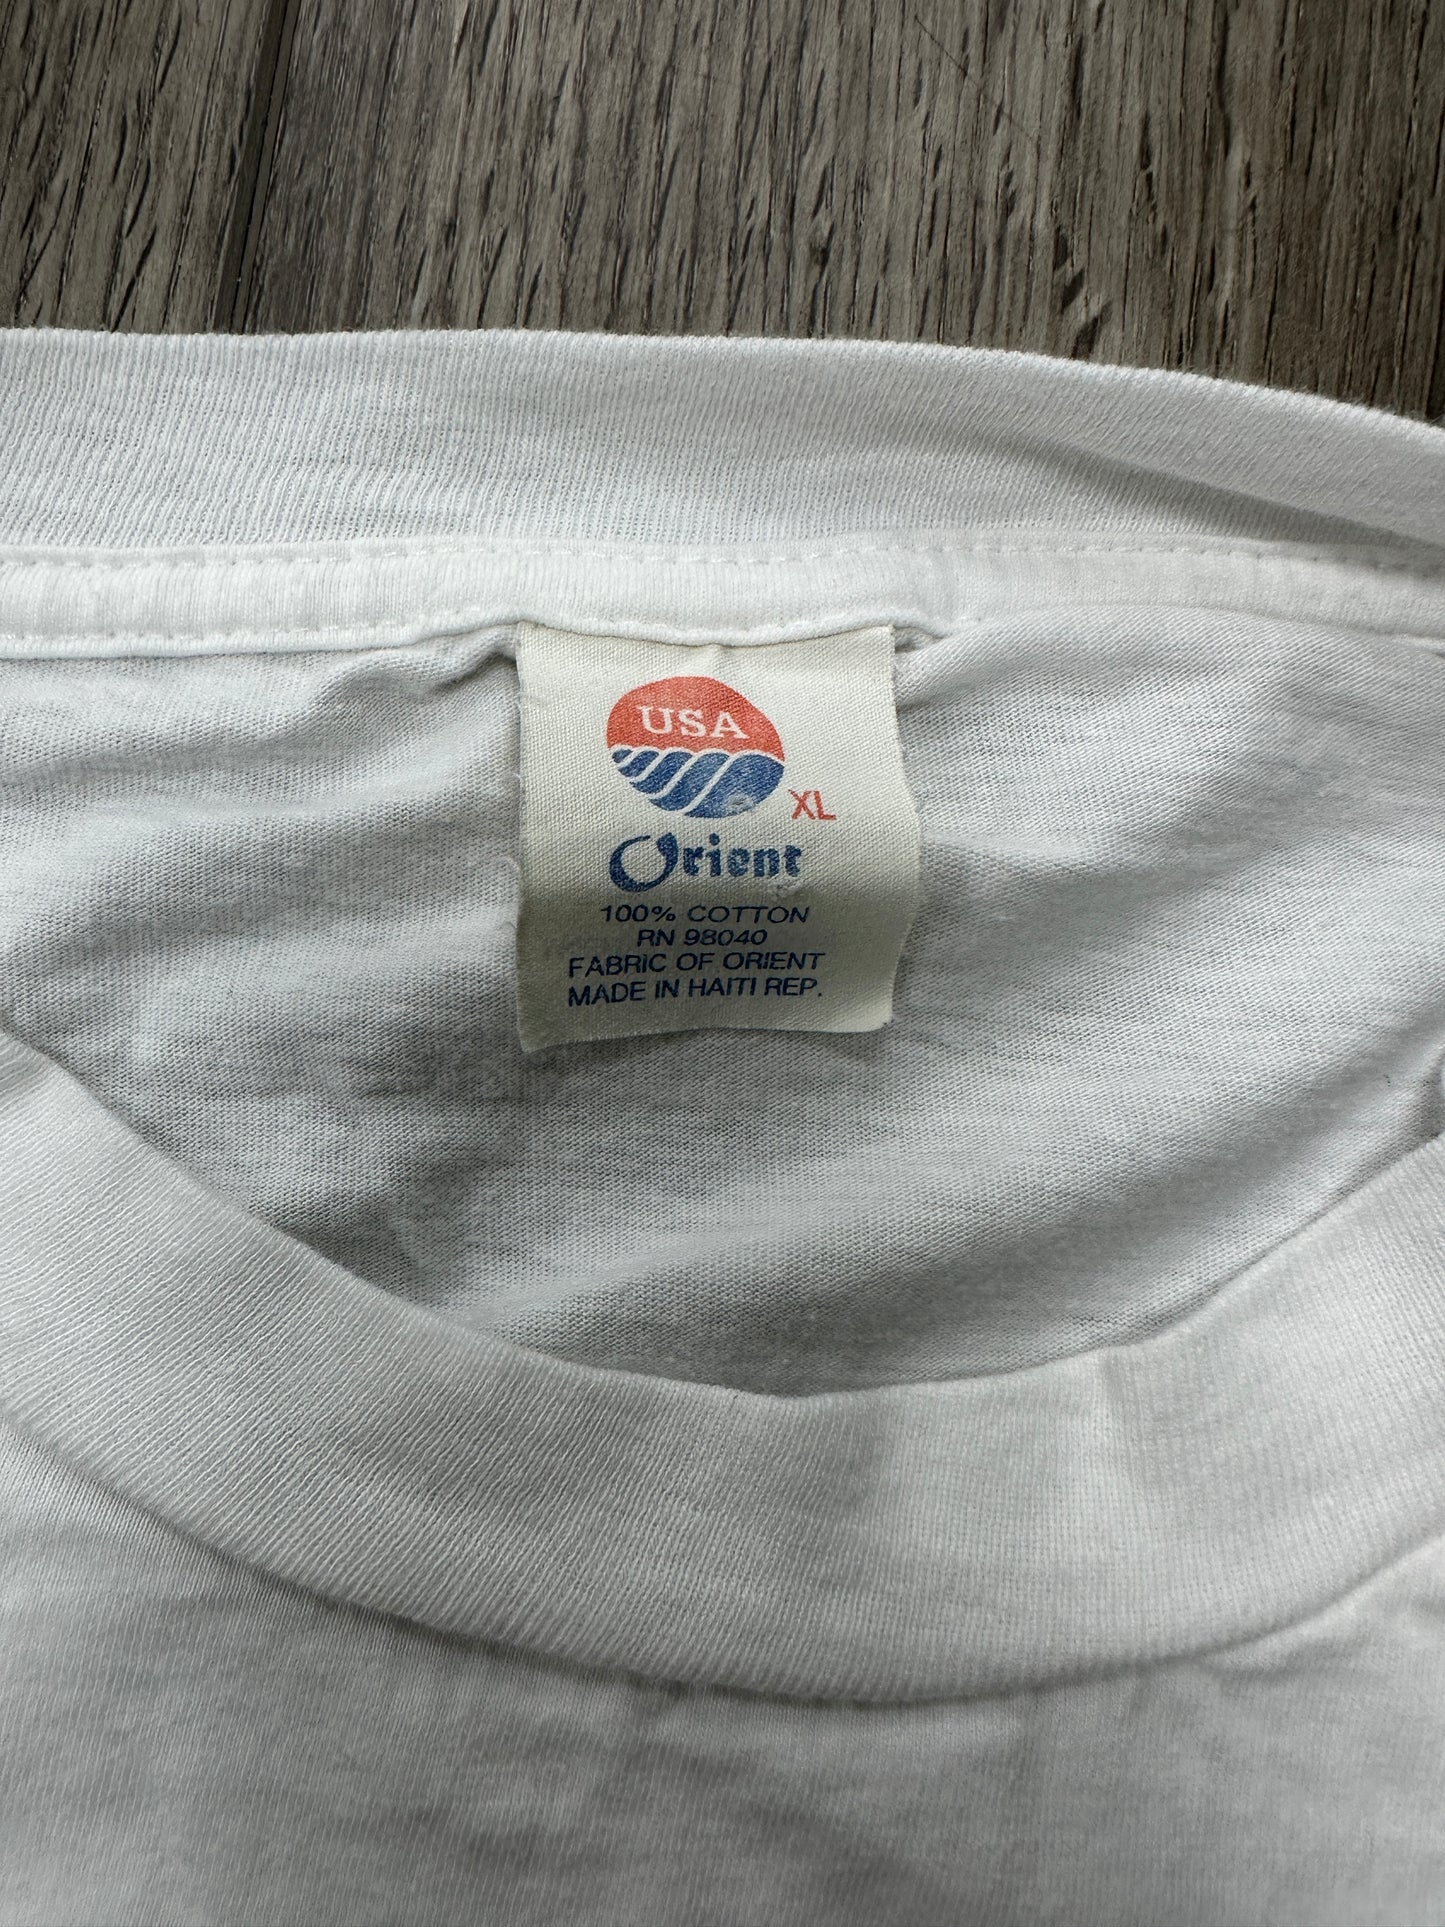 USA
XL
Orient
100% COTTON
RN 98040
FABRIC OF ORIENT
MADE IN HAITI REP.